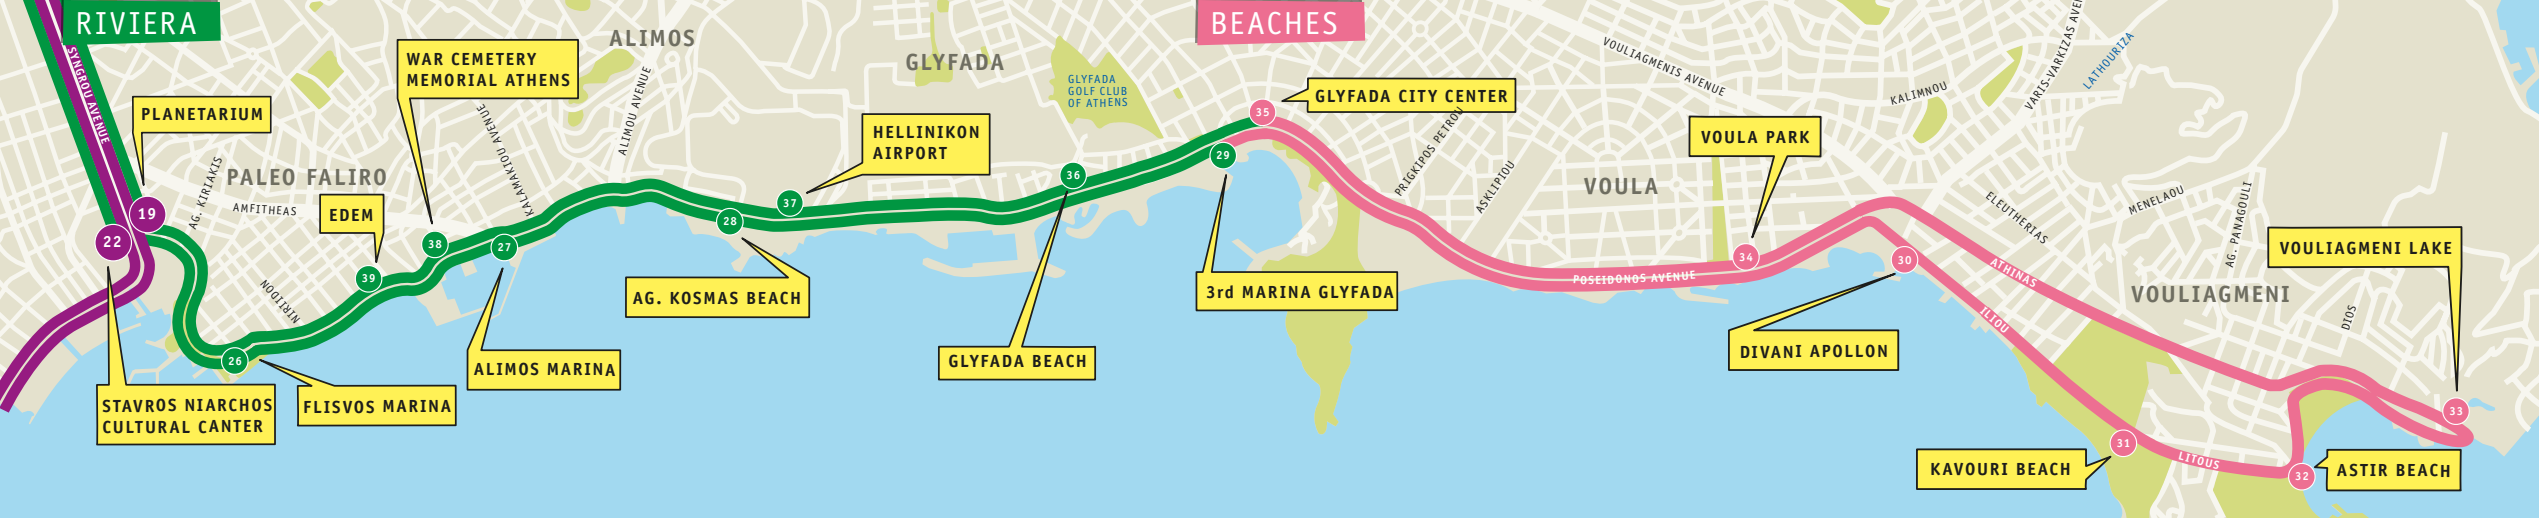 RIVIERA
SYNGROU AVENUE
PLANETARIUM
WAR CEMETERY
MEMORIAL ATHENS
ALIMOS
GLYFADA
BEACHES
GLYFADA
GOLF CLUB
OF ATHENS
GLYFADA CITY CENTER
35
VOULIAGMENIS AVENUE
KALIMNOU
VARIS-VARKIZAS AVEN
LATHOURIZA
KALAMAKIOU AVENUE
ALIMOU AVENUE
HELLINIKON
AIRPORT
PRIGKIPOS PETROU
ASKLIPIOU
VOULA PARK
VOULA
AG. KIRIAKIS
PALEO FALIRO
AMFITHEAS
EDEM
19
22
39
38
27
28
37
36
29
34
30
POSEIDONOS AVENUE
ELEUTHERIAS
MENELAOU
AG. PANAGOULI
VOULIAGMENI LAKE
ATHINAS
VOULIAGMENI
DIOS
ILIOU
NIRIIDON
26
AG. KOSMAS BEACH
3rd MARINA GLYFADA
ALIMOS MARINA
GLYFADA BEACH
DIVANI APOLLON
STAVROS NIARCHOS
CULTURAL CANTER
FLISVOS MARINA
33
31
KAVOURI BEACH
LITOUS
32
ASTIR BEACH